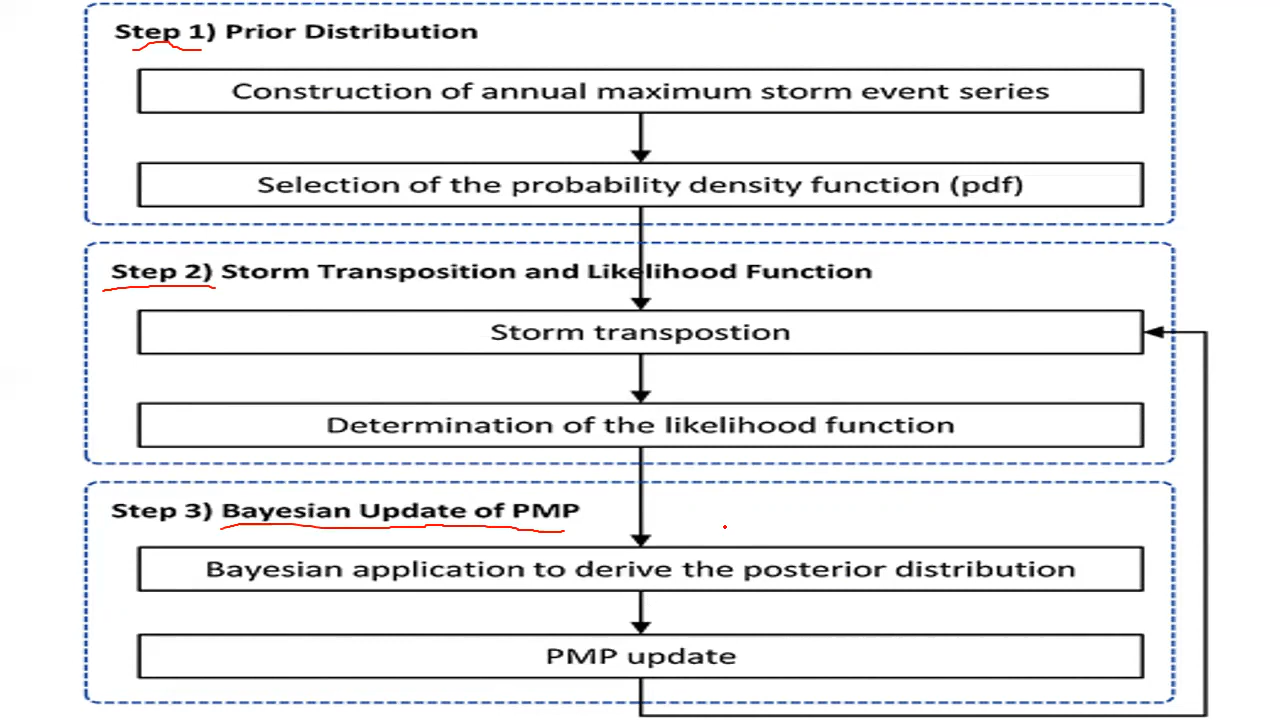 Step 1) Prior Distribution
Construction of annual maximum storm event series
Selection of the probability density function (pdf)
Step 2) Storm Transposition and Likelihood Function
Storm transpostion
Determination of the likelihood function
Step 3) Bayesian Update of PMP
Bayesian application to derive the posterior distribution
PMP update